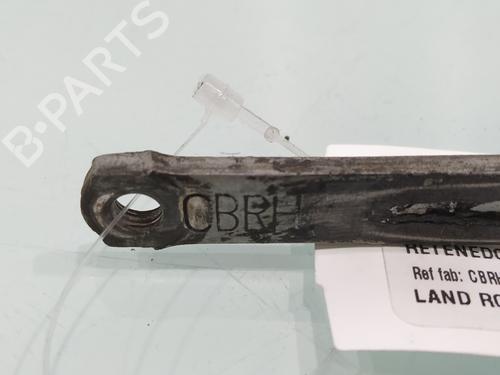 B-PARTS
CBRH
RETENEDO
Ref fab: CBRH
LAND RO